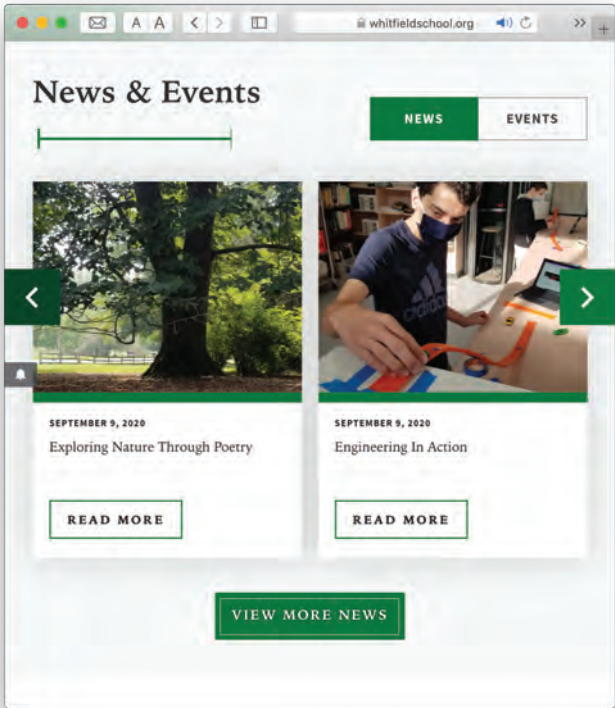 A A
whitfieldschool.org
News & Events
NEWS
EVENTS
adidas
SEPTEMBER 9, 2020
Exploring Nature Through Poetry
READ MORE
SEPTEMBER 9, 2020
Engineering In Action
READ MORE
VIEW MORE NEWS